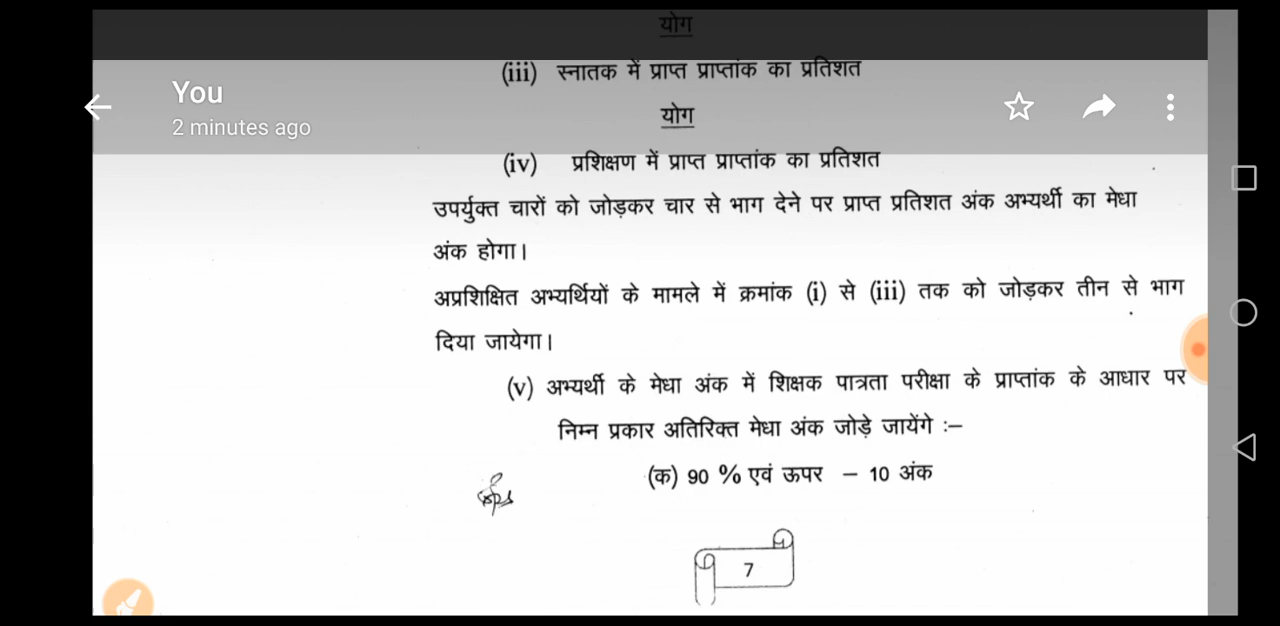 योग
(iii) स्नातक में प्राप्त प्राप्तांक का प्रतिशत
You
2 minutes ago
योग
(iv) प्रशिक्षण में प्राप्त प्राप्तांक का प्रतिशत
उपर्युक्त चारों को जोड़कर चार से भाग देने पर प्राप्त प्रतिशत अंक अभ्यर्थी का मेधा
अंक होगा।
अप्रशिक्षित अभ्यर्थियों के मामले में क्रमांक (i) से (iii) तक को जोड़कर तीन से भाग
दिया जायेगा।
(v) अभ्यर्थी के मेधा अंक में शिक्षक पात्रता परीक्षा के प्राप्तांक के आधार पर
निम्न प्रकार अतिरिक्त मेधा अंक जोड़े जायेंगे :–
(क) 90 % एवं ऊपर – 10 अंक
7